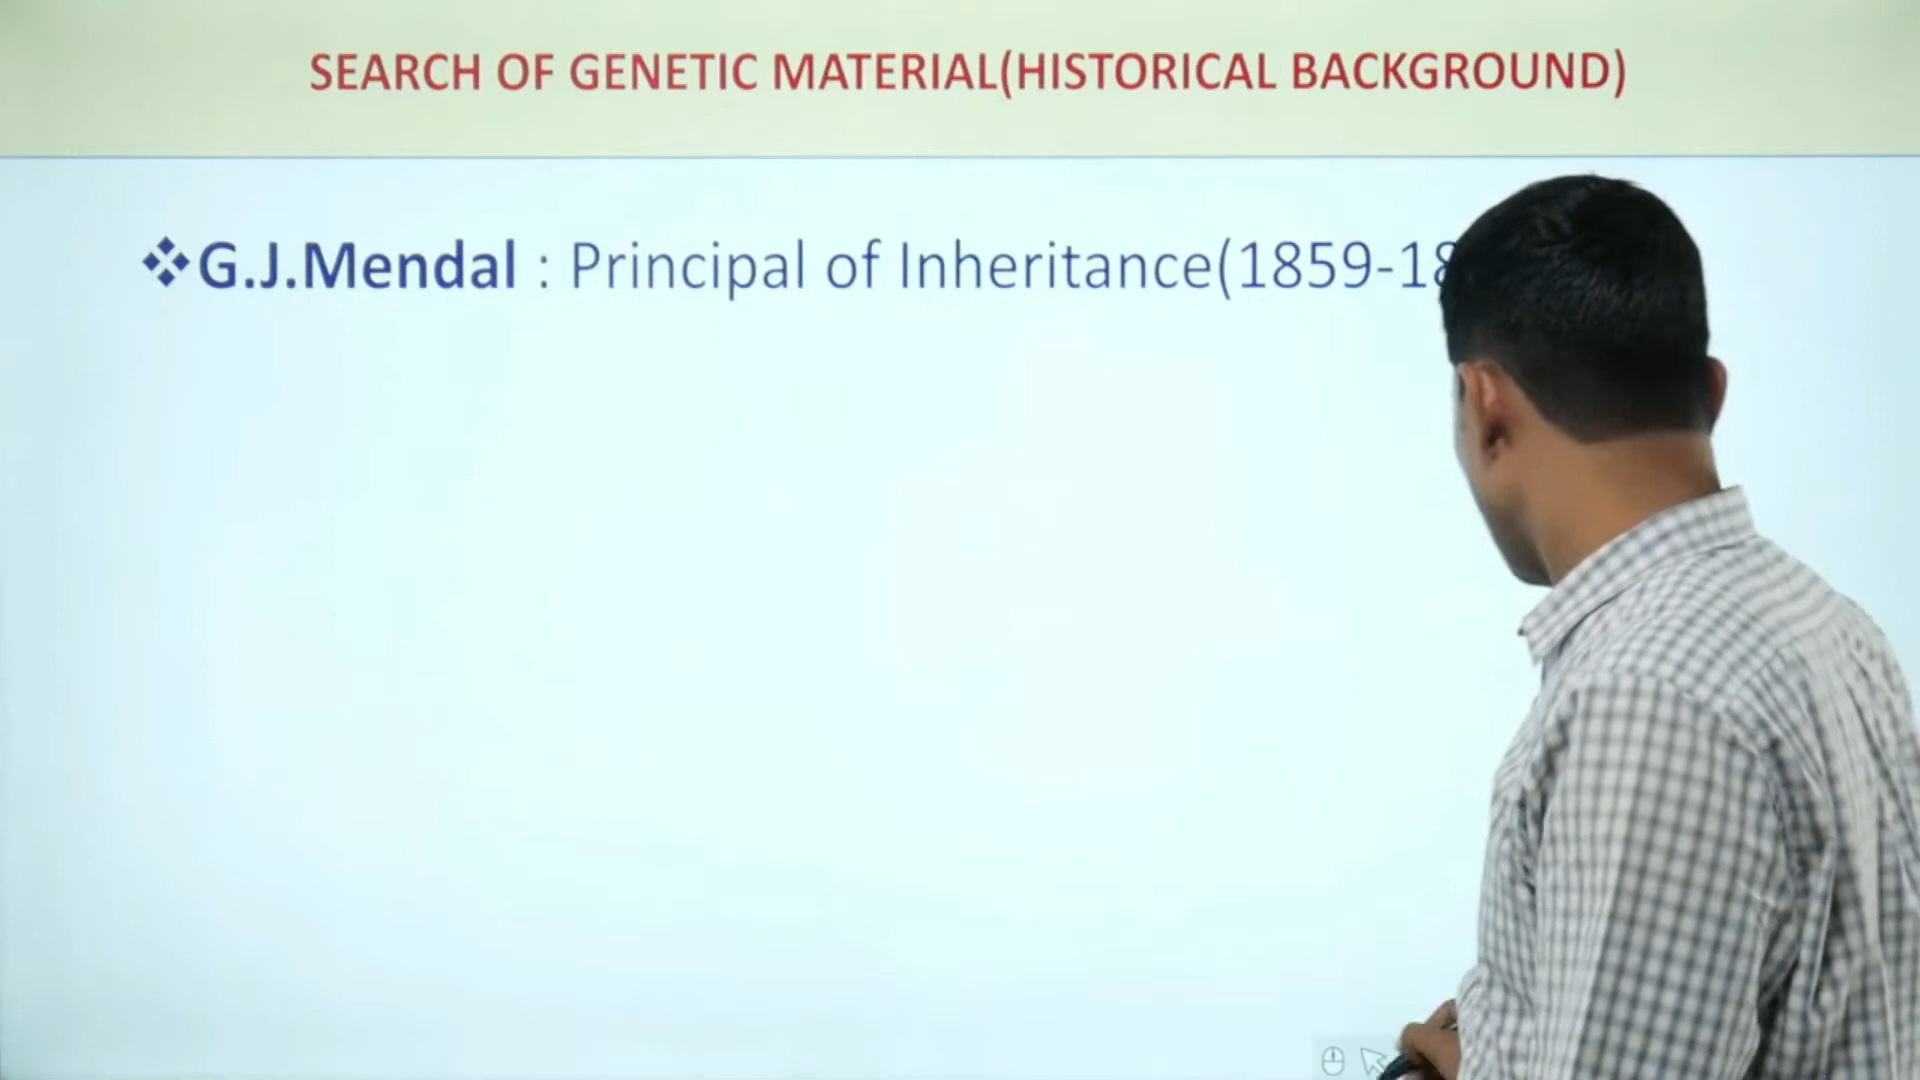 SEARCH OF GENETIC MATERIAL(HISTORICAL BACKGROUND)
❖G.J.Mendal : Principal of Inheritance(1859-18